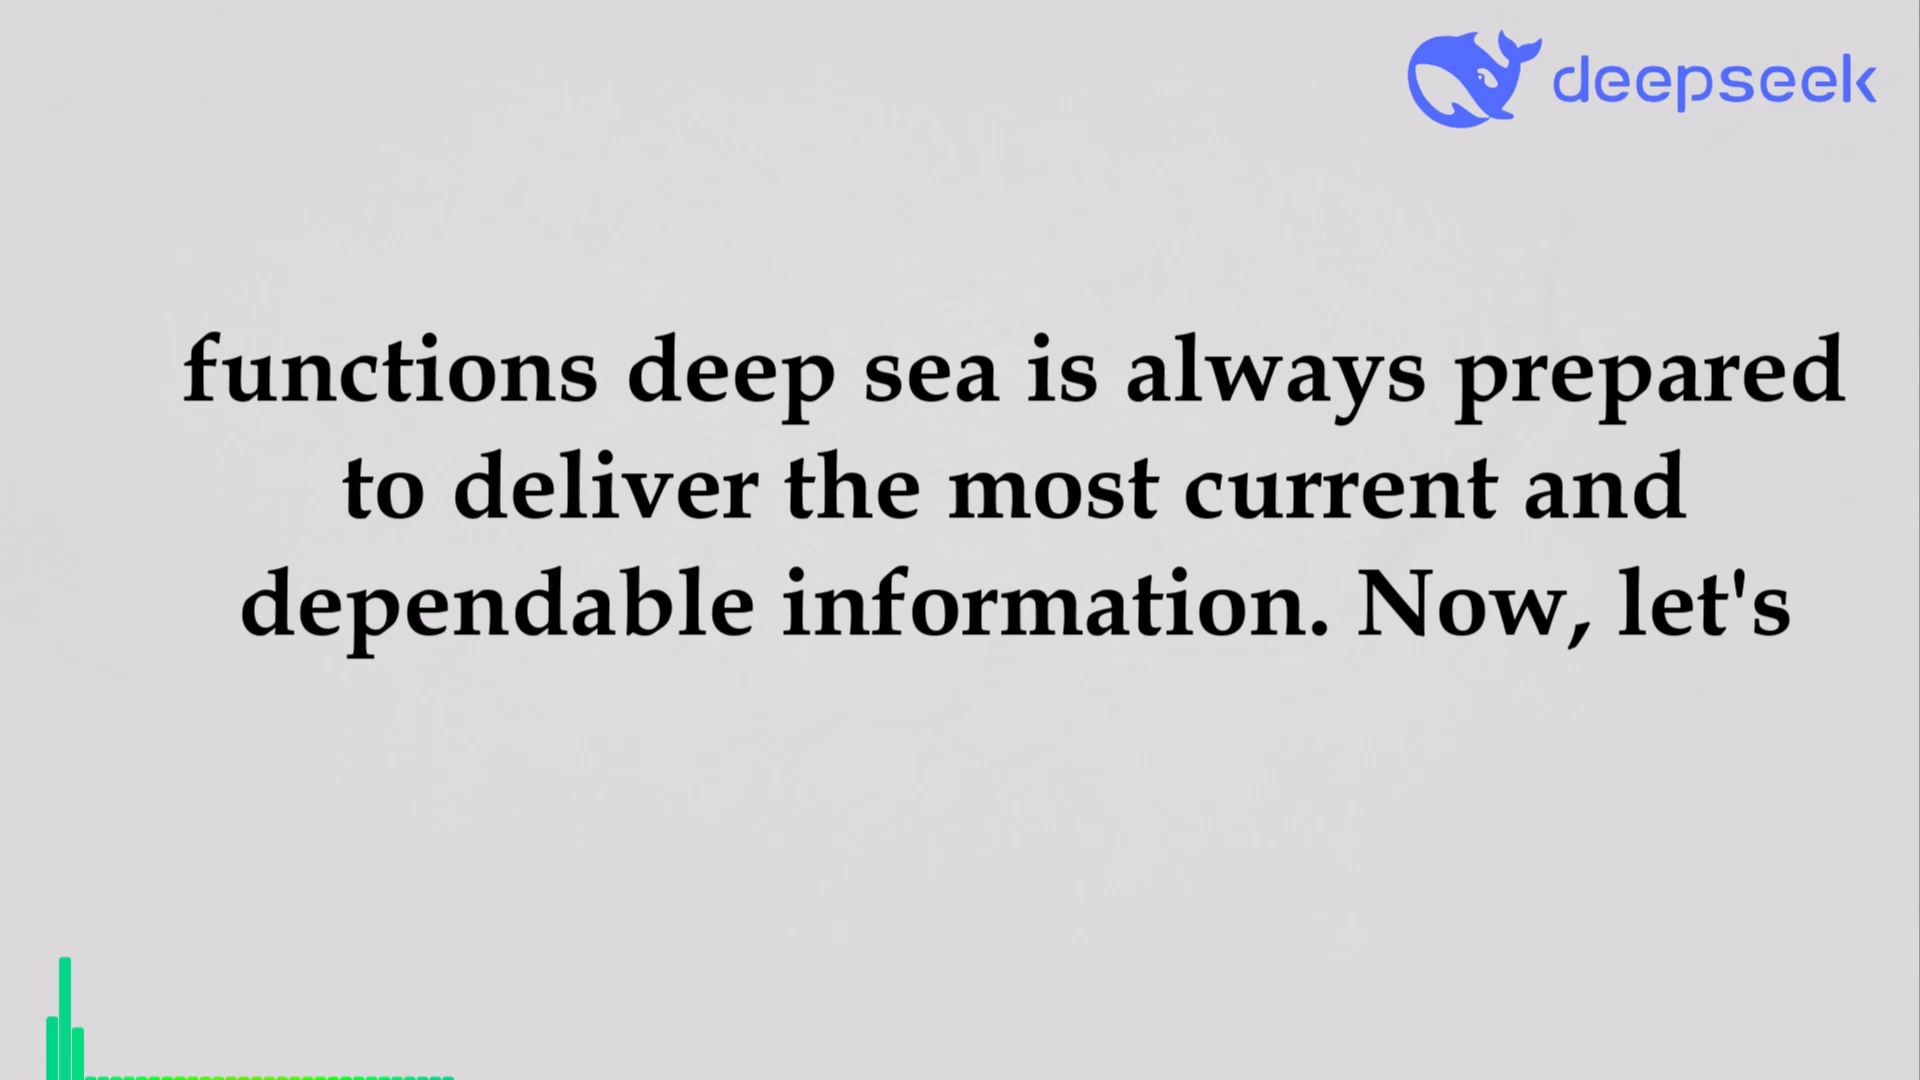 deepseek
functions deep sea is always prepared
to deliver the most current and
dependable information. Now, let's